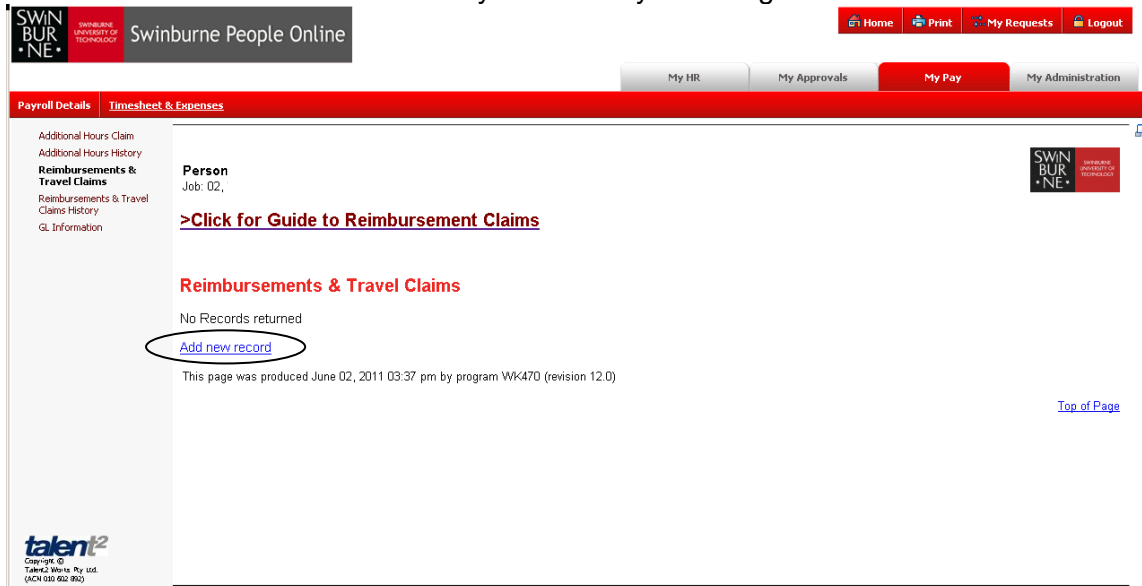 SWIN
BUR
• NE •
SWINBURNE
UNIVERSITY OF
TECHNOLOGY
Swinburne People Online
Home Print My Requests Logout
My HR My Approvals My Pay My Administration
Payroll Details Timesheet & Expenses
Additional Hours Claim
Additional Hours History
Reimbursements &
Travel Claims
Reimbursements & Travel
Claims History
GL Information
Person
Job: 02,
SWIN
BUR
• NE •
SWINBURNE
UNIVERSITY OF
TECHNOLOGY
>Click for Guide to Reimbursement Claims
Reimbursements & Travel Claims
No Records returned
Add new record
This page was produced June 02, 2011 03:37 pm by program WK470 (revision 12.0)
Top of Page
talent2
Copyright ©
Talent2 Works Pty Ltd.
(ACN 010 602 892)